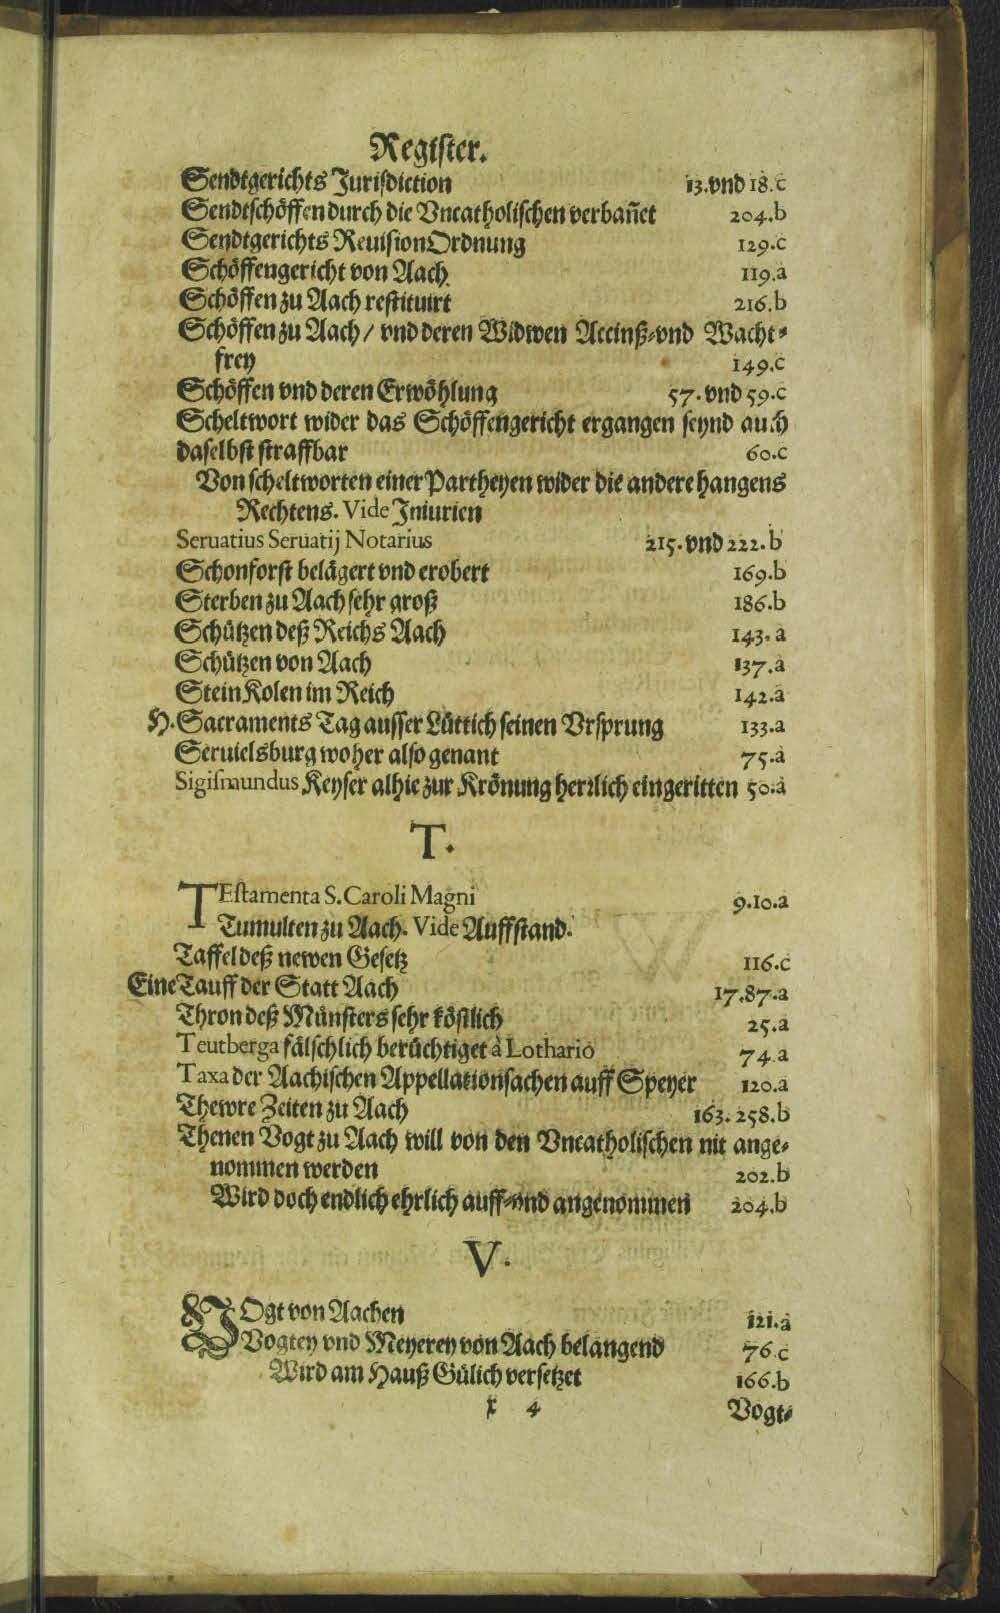 Register.
Sendtgerichts Jurisdiction 13.vnd 18.c
Sendtschöffen durch die Vncatholischen verbañet 204.b
Sendtgerichts Reuision Ordnung 129.c
Schöffengericht von Aach. 119.a
Schöffen zu Aach restituirt 216.b
Schöffen zu Aach / vnd deren Widwen Accinß-vnd Wacht-
frey 149.c
Schöffen vnd deren Erwöhlung 57.vnd 59.c
Scheltwort wider das Schöffengericht ergangen seynd auch
daselbst straffbar 60.c
Von scheltworten einer Partheyen wider die andere hangens
Rechtens. Vide Iniurien
Seruatius Seruatij Notarius 215.vnd 222.b
Schonforst belägert vnd erobert 169.b
Sterben zu Aach sehr groß 186.b
Schützen deß Reichs Aach 143.a
Schützen von Aach 137.a
Stein Kolen im Reich 142.a
H. Sacraments Tag ausser Lüttich seinen Vrsprung 133.a
Seruielsburg woher also genant 75.a
Sigismundus Keyser alhie zur Krönung herrlich eingeritten 50.a
T.
TEstamenta S. Caroli Magni 9.10.a
Tumulten zu Aach. Vide Auffstand.
Taffel deß newen Gesetz 116.c
Eine Tauff der Statt Aach 17.87.a
Thron deß Münsters sehr köstlich 25.a
Teutberga fälschlich berüchtiget à Lothario 74.a
Taxa der Aachischen Appellationsachen auff Speyer 120.a
Thewre Zeiten zu Aach 163.258.b
Thenen Vogt zu Aach will von den Vncatholischen nit ange-
nommen werden 202.b
Wird doch endlich ehrlich auff-vnd angenommen 204.b
V.
VOgt von Aachen 121.a
Vogtey vnd Meyerey von Aach belangend 76.c
Wird am Hauß Gülich versetzet 166.b
x 4 Vogt-